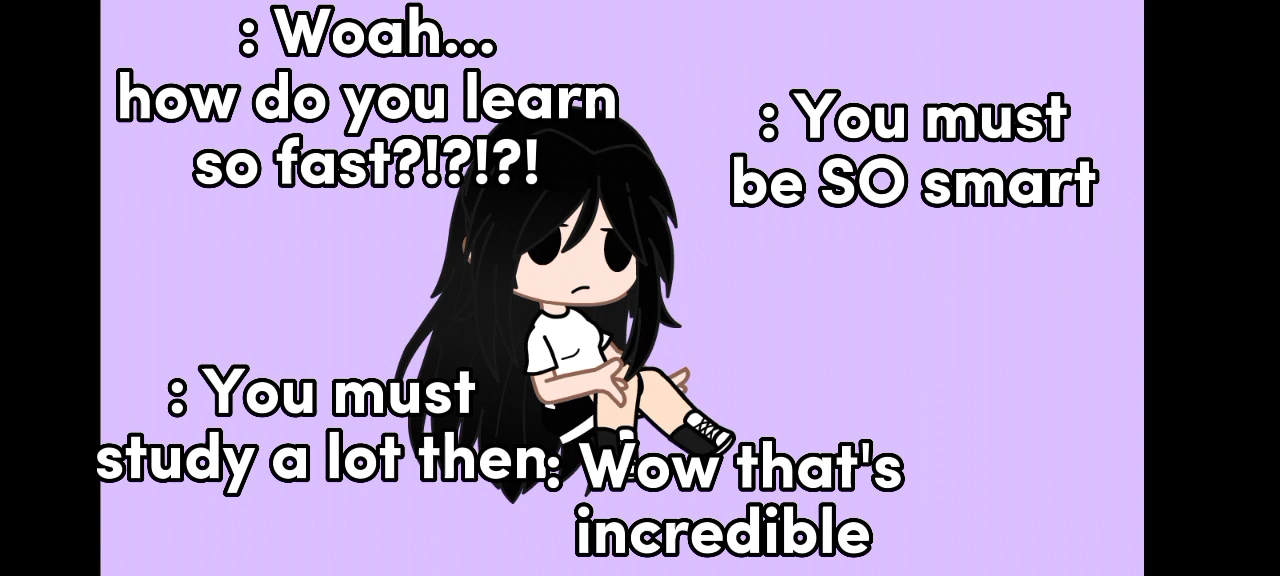 : Woah...
how do you learn
so fast?!?!?!
: You must
be SO smart
: You must
study a lot then
: Wow that's
incredible